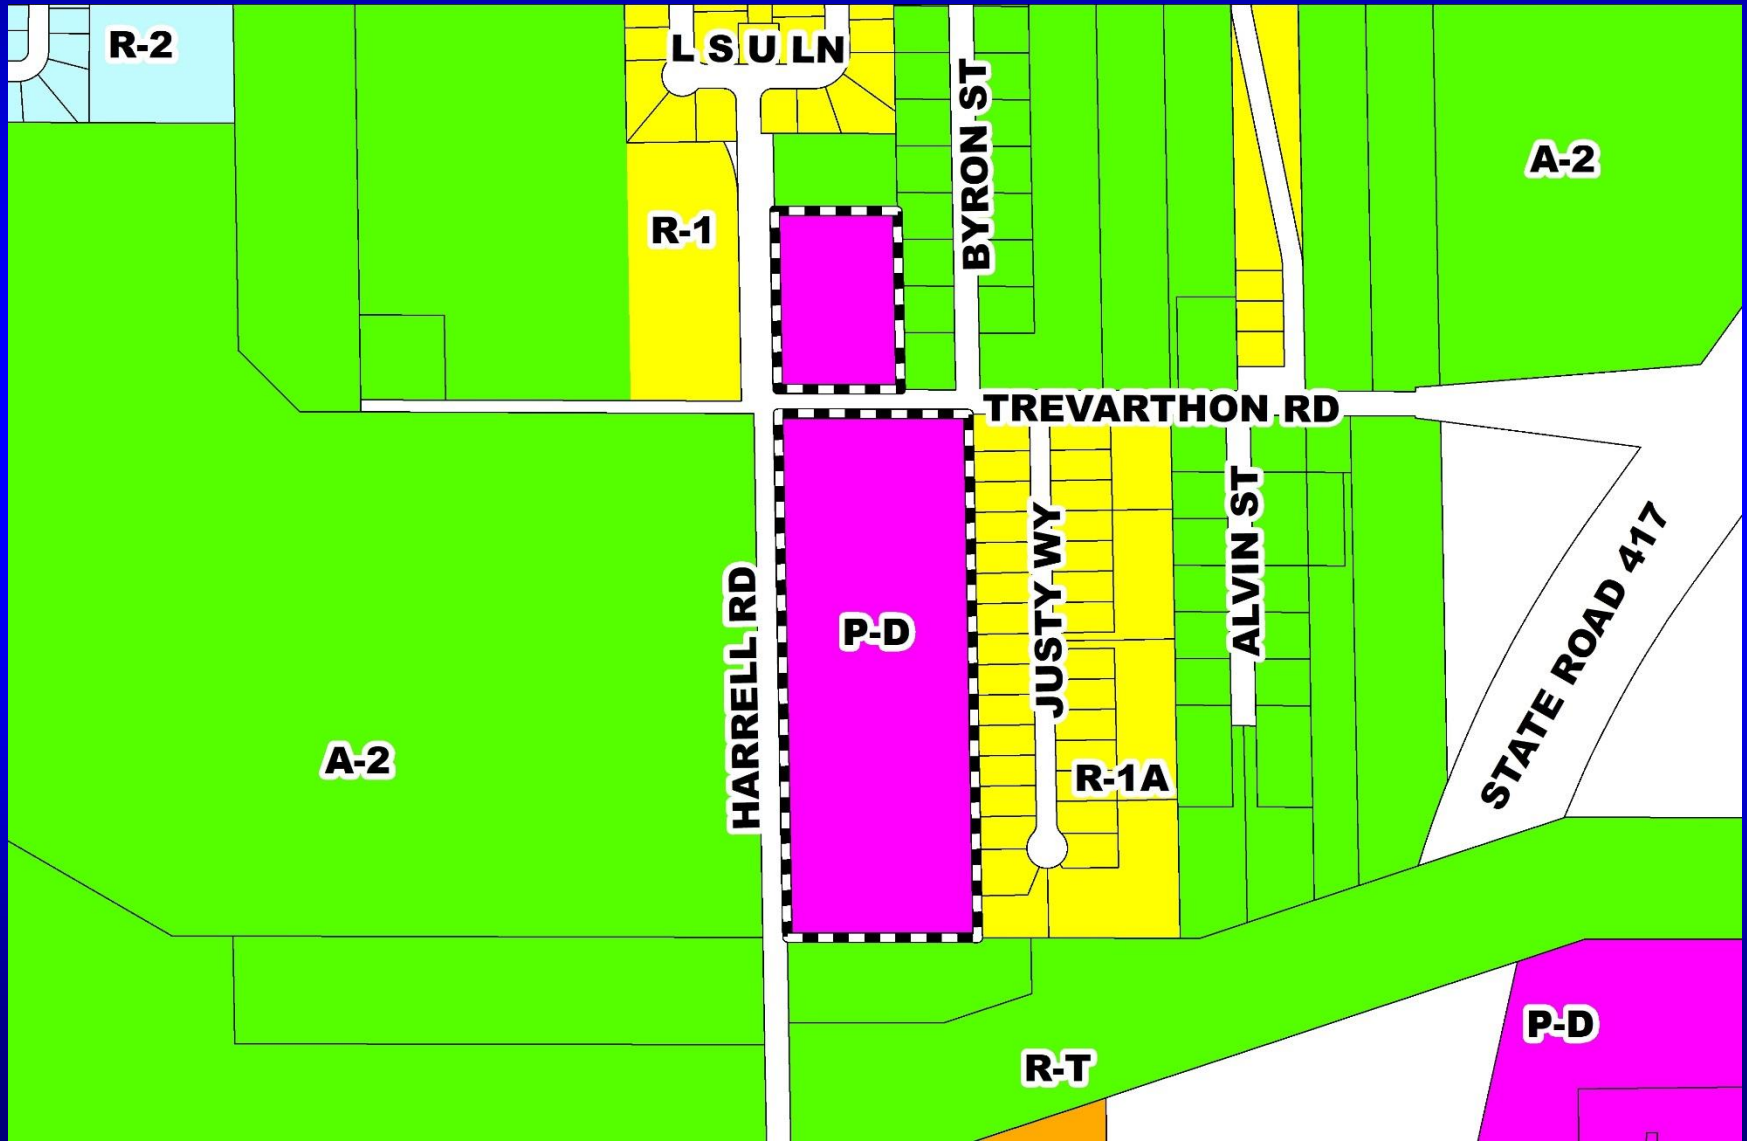 R-2
L S U LN
BYRON ST
A-2
R-1
TREVARTHON RD
HARRELL RD
P-D
JUSTY WY
ALVIN ST
STATE ROAD 417
A-2
R-1A
P-D
R-T